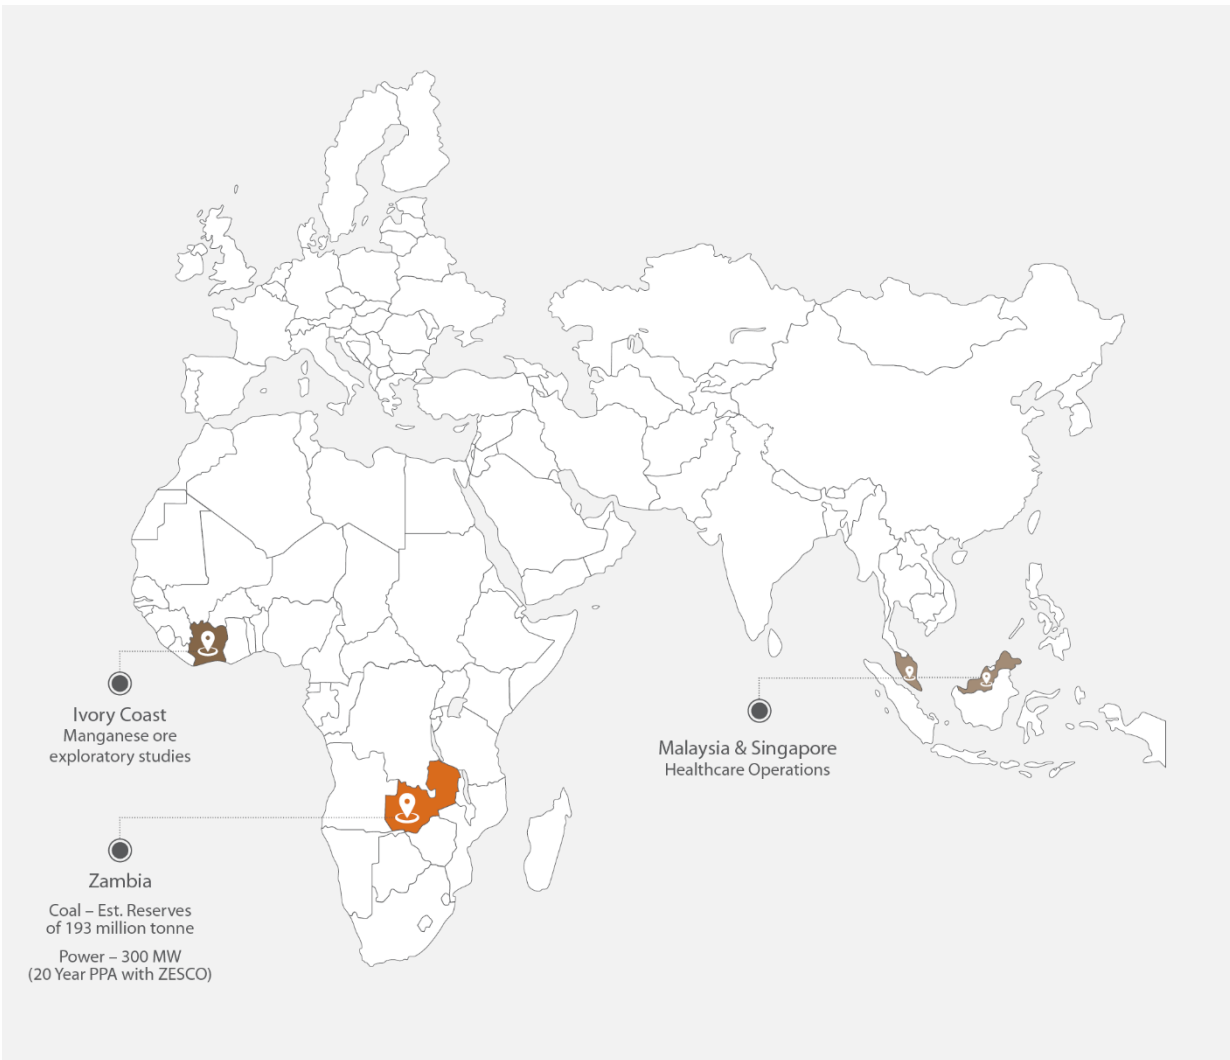 Ivory Coast
Manganese ore
exploratory studies
Malaysia & Singapore
Healthcare Operations
Zambia
Coal – Est. Reserves
of 193 million tonne
Power – 300 MW
(20 Year PPA with ZESCO)